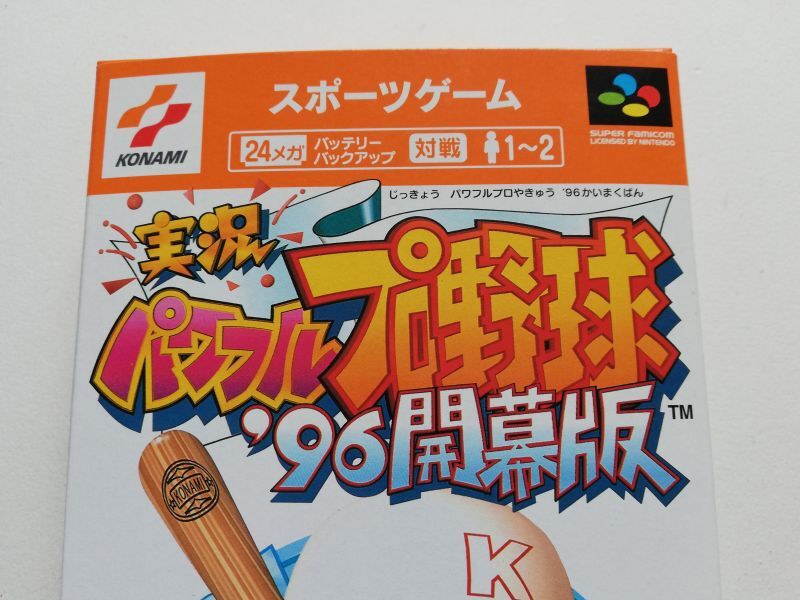 KONAMI
スポーツゲーム
SUPER FAMICOM
LICENSED BY NINTENDO
24メガ
バッテリー
バックアップ
対戦
1~2
じっきょう パワフルプロやきゅう '96かいまくばん
実況
パワフル
プロ野球
'96開幕版™
KONAMI
K